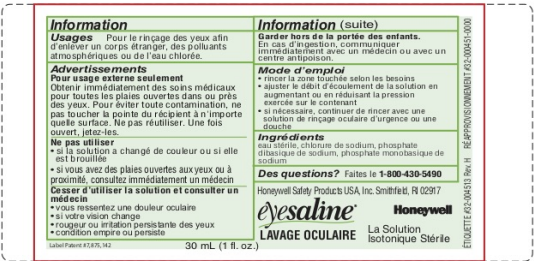 Information
Usages Pour le rinçage des yeux afin
d'enlever un corps étranger, des polluants
atmosphériques ou de l'eau chlorée.
Advertissements
Pour usage externe seulement
Obtenir immédiatement des soins médicaux
pour toutes les plaies ouvertes dans ou près
des yeux. Pour éviter toute contamination, ne
pas toucher la pointe du récipient à n'importe
quelle surface. Ne pas réutiliser. Une fois
ouvert, jetez-les.
Ne pas utiliser
• si la solution a changé de couleur ou si elle
est brouillée
• si vous avez des plaies ouvertes aux yeux ou à
proximité, consultez immédiatement un médecin
Cesser d'utiliser la solution et consulter un
médecin
• vous ressentez une douleur oculaire
• si votre vision change
• rougeur ou irritation persistante des yeux
• condition empire ou persiste
Label Patent #7,875,142
30 mL (1 fl. oz.)
Information (suite)
Garder hors de la portée des enfants.
En cas d'ingestion, communiquer
immédiatement avec un médecin ou avec un
centre antipoison.
Mode d'emploi
• rincer la zone touchée selon les besoins
• ajuster le débit d'écoulement de la solution en
augmentant ou en réduisant la pression
exercée sur le contenant
• si nécessaire, continuer de rincer avec une
solution de rinçage oculaire d'urgence ou une
douche
Ingrédients
eau stérile, chlorure de sodium, phosphate
dibasique de sodium, phosphate monobasique de
sodium
Des questions? Faites le 1-800-430-5490
Honeywell Safety Products USA, Inc. Smithfield, RI 02917
eyesaline®
LAVAGE OCULAIRE
Honeywell
La Solution
Isotonique Stérile
ÉTIQUETTE #32-004513 Rev. H RÉAPPROVISIONNEMENT #32-000451-0000